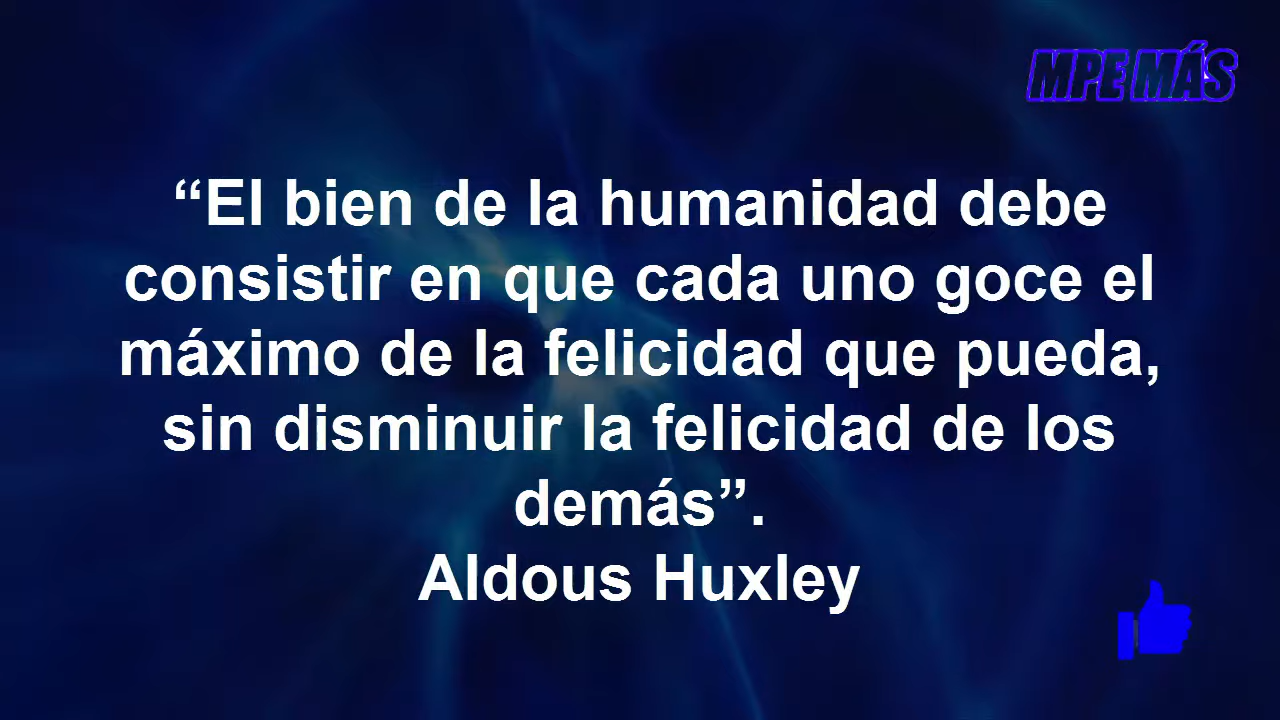 MPE MÁS
“El bien de la humanidad debe
consistir en que cada uno goce el
máximo de la felicidad que pueda,
sin disminuir la felicidad de los
demás”.
Aldous Huxley